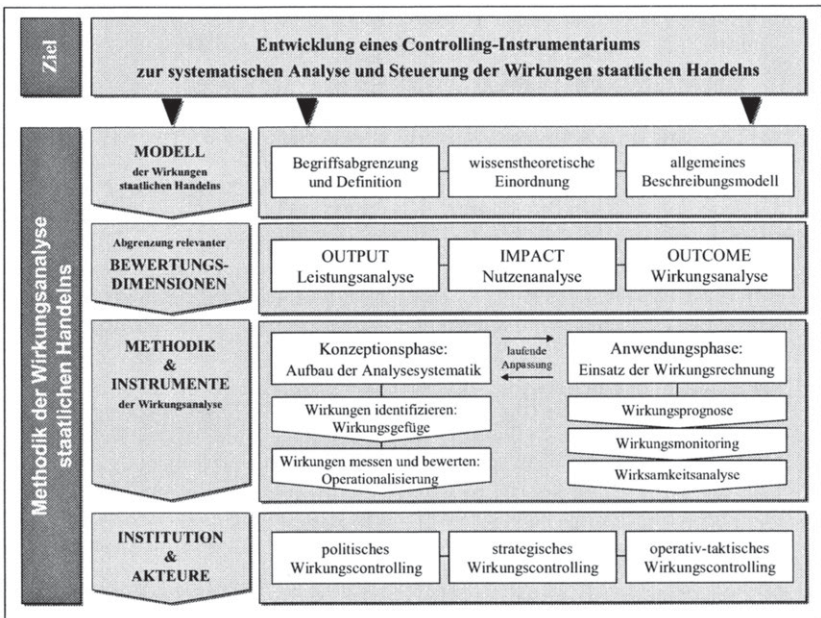 Ziel
Entwicklung eines Controlling-Instrumentariums
zur systematischen Analyse und Steuerung der Wirkungen staatlichen Handelns
Methodik der Wirkungsanalyse
staatlichen Handelns
MODELL
der Wirkungen
staatlichen Handelns
Begriffsabgrenzung
und Definition
wissenstheoretische
Einordnung
allgemeines
Beschreibungsmodell
Abgrenzung relevanter
BEWERTUNGS-
DIMENSIONEN
OUTPUT
Leistungsanalyse
IMPACT
Nutzenanalyse
OUTCOME
Wirkungsanalyse
METHODIK
&
INSTRUMENTE
der Wirkungsanalyse
Konzeptionsphase:
Aufbau der Analysesystematik
laufende
Anpassung
Anwendungsphase:
Einsatz der Wirkungsrechnung
Wirkungen identifizieren:
Wirkungsgefüge
Wirkungen messen und bewerten:
Operationalisierung
Wirkungsprognose
Wirkungsmonitoring
Wirksamkeitsanalyse
INSTITUTION
&
AKTEURE
politisches
Wirkungscontrolling
strategisches
Wirkungscontrolling
operativ-taktisches
Wirkungscontrolling